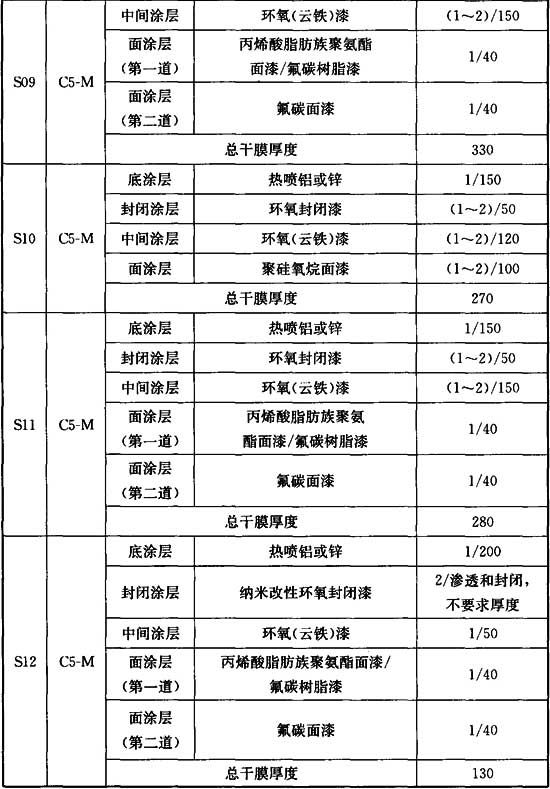 S09
C5-M
中间涂层
环氧(云铁)漆
(1～2)/150
面涂层
(第一道)
丙烯酸脂肪族聚氨酯
面漆/氟碳树脂漆
1/40
面涂层
(第二道)
氟碳面漆
1/40
总干膜厚度
330
S10
C5-M
底涂层
热喷铝或锌
1/150
封闭涂层
环氧封闭漆
(1～2)/50
中间涂层
环氧(云铁)漆
(1～2)/120
面涂层
聚硅氧烷面漆
(1～2)/100
总干膜厚度
270
S11
C5-M
底涂层
热喷铝或锌
1/150
封闭涂层
环氧封闭漆
(1～2)/50
中间涂层
环氧(云铁)漆
(1～2)/150
面涂层
(第一道)
丙烯酸脂肪族聚氨
酯面漆/氟碳树脂漆
1/40
面涂层
(第二道)
氟碳面漆
1/40
总干膜厚度
280
S12
C5-M
底涂层
热喷铝或锌
1/200
封闭涂层
纳米改性环氧封闭漆
2/渗透和封闭,
不要求厚度
中间涂层
环氧(云铁)漆
1/50
面涂层
(第一道)
丙烯酸脂肪族聚氨酯面漆/
氟碳树脂漆
1/40
面涂层
(第二道)
氟碳面漆
1/40
总干膜厚度
130